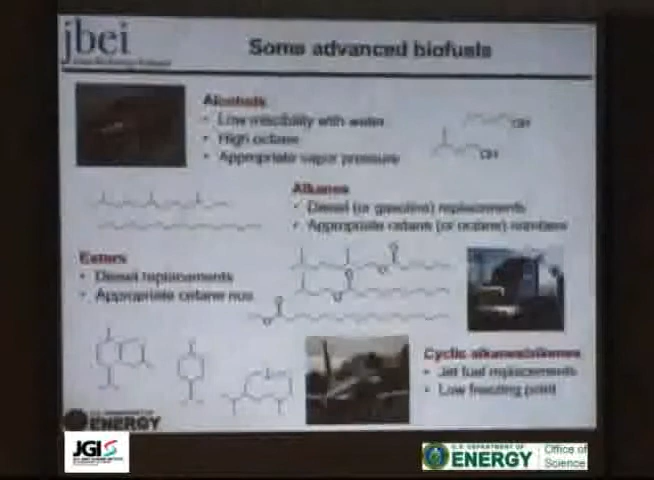 jbei
Some advanced biofuels
Alcohols
• Low miscibility with water
• High octane
• Appropriate vapor pressure
OH
OH
Alkanes
• Diesel (or gasoline) replacements
• Appropriate cetane (or octane) numbers
Esters
• Diesel replacements
• Appropriate cetane nos
Cyclic alkanes/alkenes
• Jet fuel replacements
• Low freezing point
ENERGY
JGI
U.S. DEPARTMENT OF
ENERGY
Office of
Science